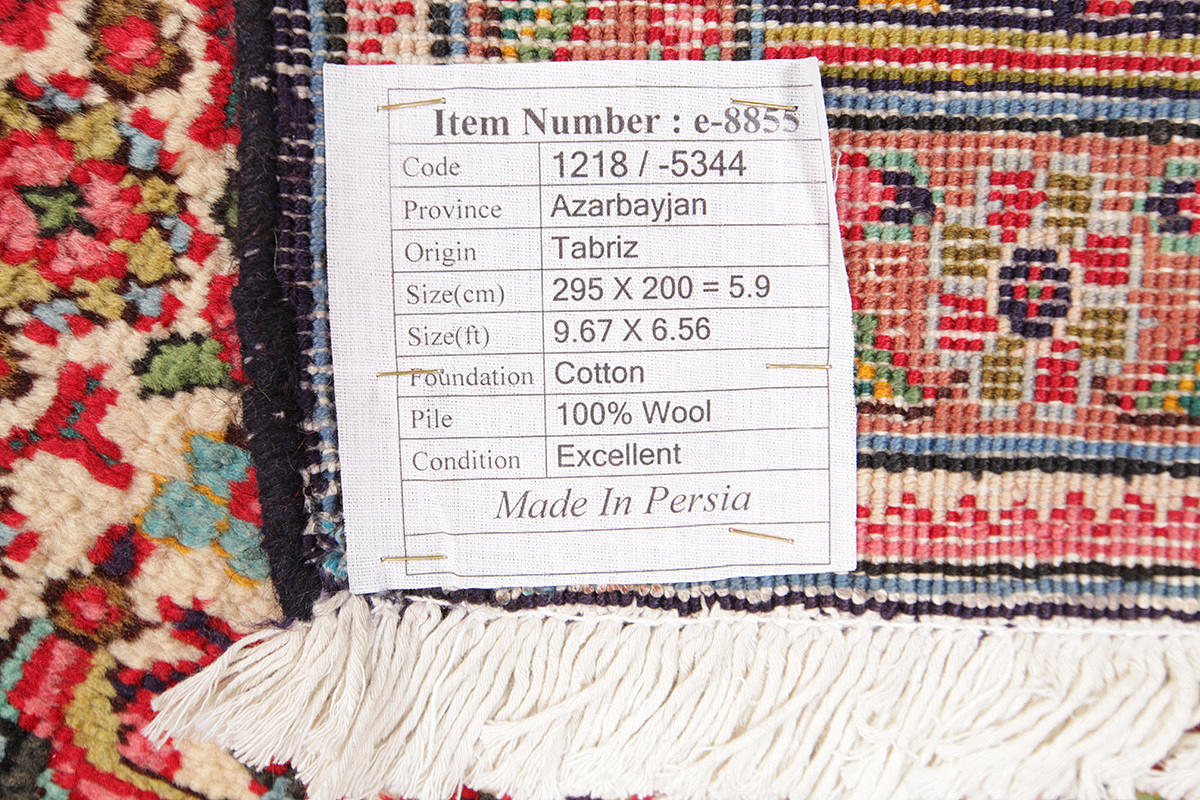 Item Number : e-8855
Code 1218 / -5344
Province Azarbayjan
Origin Tabriz
Size(cm) 295 X 200 = 5.9
Size(ft) 9.67 X 6.56
Foundation Cotton
Pile 100% Wool
Condition Excellent
Made In Persia